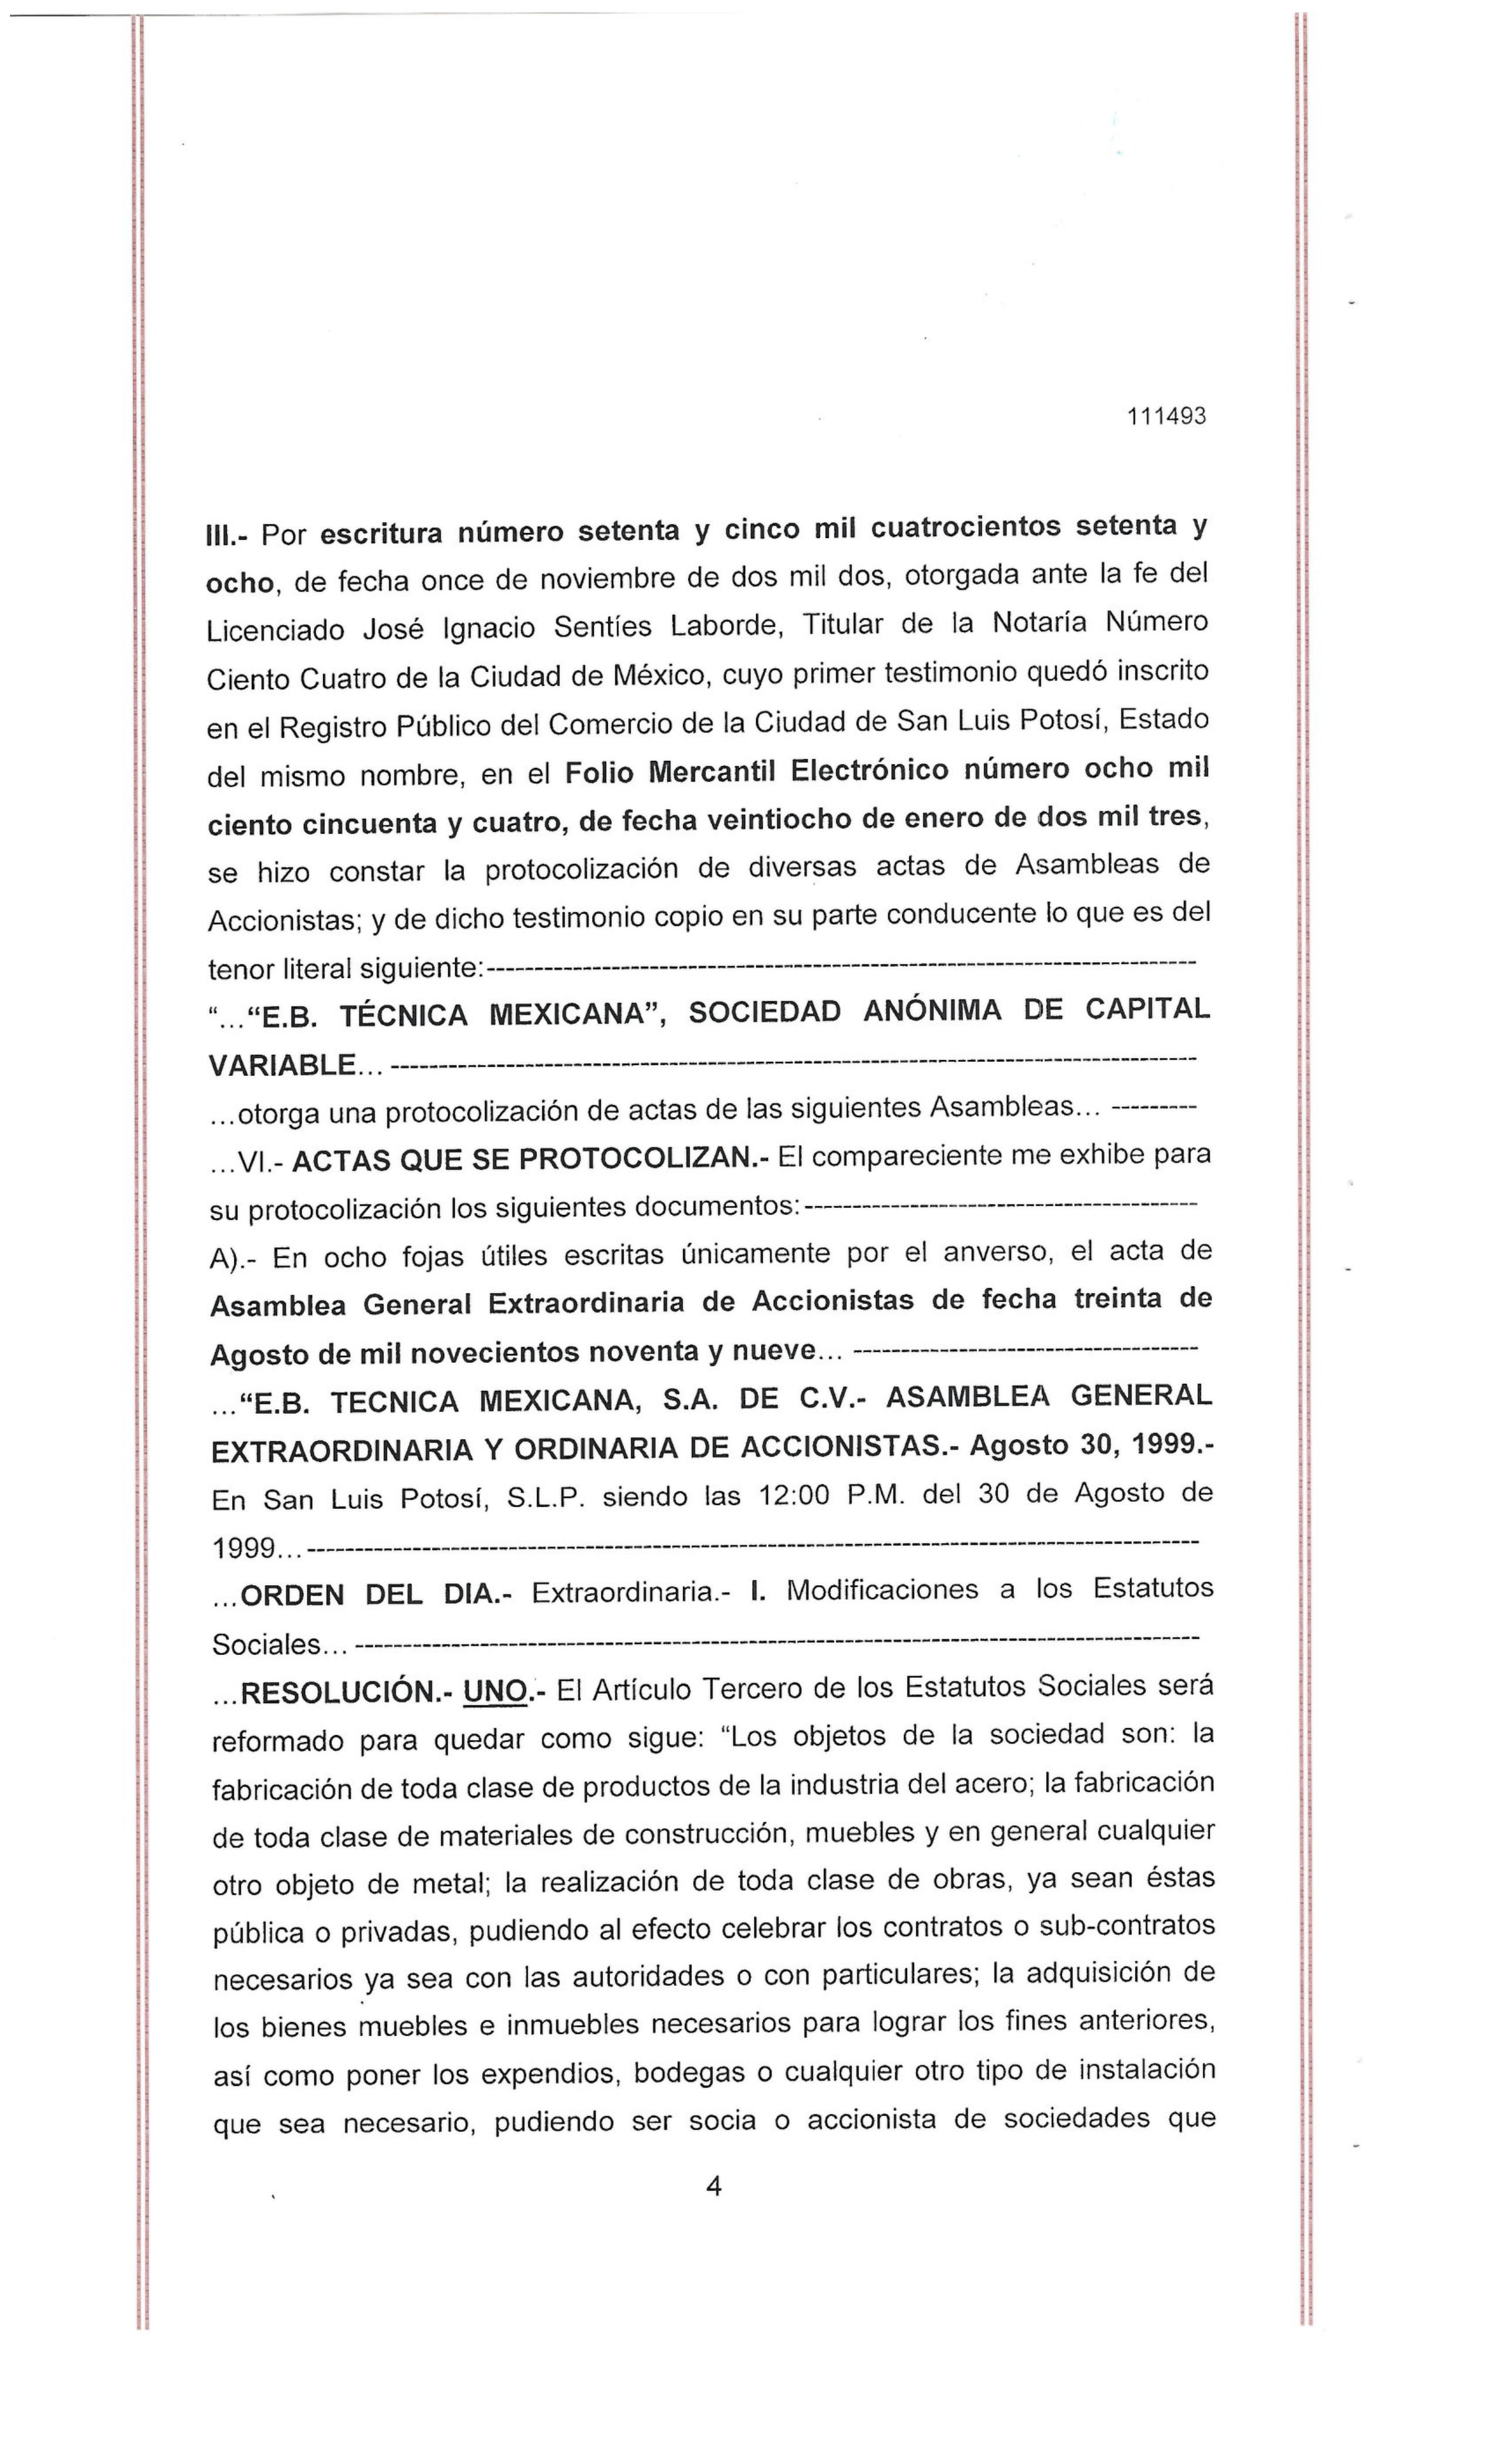 111493
III.- Por escritura número setenta y cinco mil cuatrocientos setenta y
ocho, de fecha once de noviembre de dos mil dos, otorgada ante la fe del
Licenciado José Ignacio Sentíes Laborde, Titular de la Notaría Número
Ciento Cuatro de la Ciudad de México, cuyo primer testimonio quedó inscrito
en el Registro Público del Comercio de la Ciudad de San Luis Potosí, Estado
del mismo nombre, en el Folio Mercantil Electrónico número ocho mil
ciento cincuenta y cuatro, de fecha veintiocho de enero de dos mil tres,
se hizo constar la protocolización de diversas actas de Asambleas de
Accionistas; y de dicho testimonio copio en su parte conducente lo que es del
tenor literal siguiente:--------------------------------------------------------------------------
“...“E.B. TÉCNICA MEXICANA”, SOCIEDAD ANÓNIMA DE CAPITAL
VARIABLE... ------------------------------------------------------------------------------------
...otorga una protocolización de actas de las siguientes Asambleas... ---------
...VI.- ACTAS QUE SE PROTOCOLIZAN.- El compareciente me exhibe para
su protocolización los siguientes documentos:-----------------------------------------
A).- En ocho fojas útiles escritas únicamente por el anverso, el acta de
Asamblea General Extraordinaria de Accionistas de fecha treinta de
Agosto de mil novecientos noventa y nueve... ------------------------------------
...“E.B. TECNICA MEXICANA, S.A. DE C.V.- ASAMBLEA GENERAL
EXTRAORDINARIA Y ORDINARIA DE ACCIONISTAS.- Agosto 30, 1999.-
En San Luis Potosí, S.L.P. siendo las 12:00 P.M. del 30 de Agosto de
1999...---------------------------------------------------------------------------------------------
...ORDEN DEL DIA.- Extraordinaria.- I. Modificaciones a los Estatutos
Sociales... ----------------------------------------------------------------------------------------
...RESOLUCIÓN.- UNO.- El Artículo Tercero de los Estatutos Sociales será
reformado para quedar como sigue: “Los objetos de la sociedad son: la
fabricación de toda clase de productos de la industria del acero; la fabricación
de toda clase de materiales de construcción, muebles y en general cualquier
otro objeto de metal; la realización de toda clase de obras, ya sean éstas
pública o privadas, pudiendo al efecto celebrar los contratos o sub-contratos
necesarios ya sea con las autoridades o con particulares; la adquisición de
los bienes muebles e inmuebles necesarios para lograr los fines anteriores,
así como poner los expendios, bodegas o cualquier otro tipo de instalación
que sea necesario, pudiendo ser socia o accionista de sociedades que
4